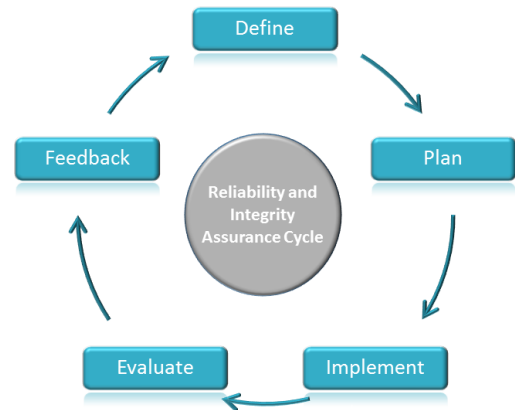 Define
Plan
Implement
Evaluate
Feedback
Reliability and
Integrity
Assurance Cycle